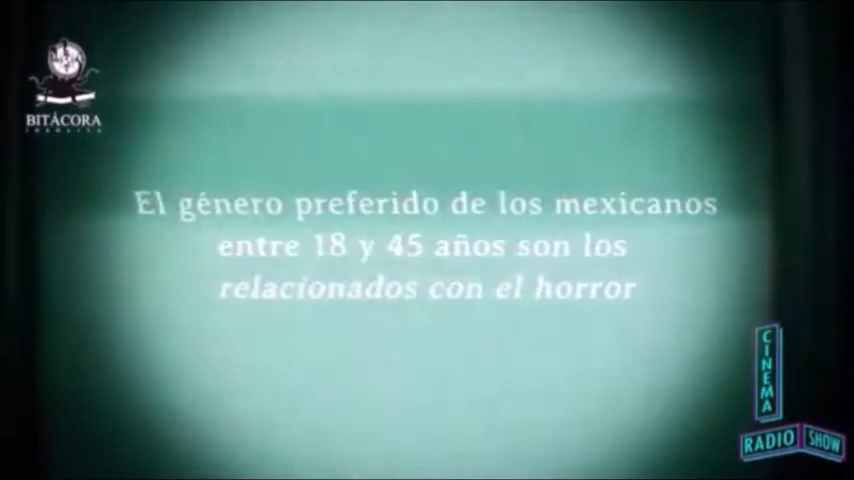 BITÁCORA
El género preferido de los mexicanos
entre 18 y 45 años son los
relacionados con el horror
CINEMA
RADIO SHOW